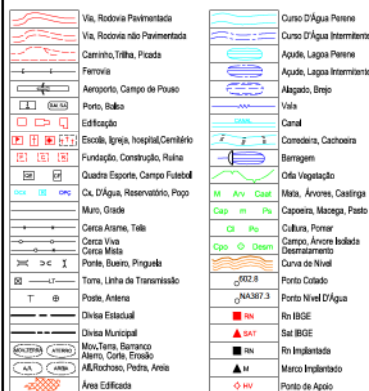 Via, Rodovia Pavimentada
Via, Rodovia não Pavimentada
Caminho,Trilha, Picada
Ferrovia
Aeroporto, Campo de Pouso
Porto, Balsa
Edificação
Escola, Igreja, hospital,Cemitério
Fundação, Construção, Ruína
Quadra Esporte, Campo Futebol
Cx. D'Água, Reservatório, Poço
Muro, Grade
Cerca Arame, Tela
Cerca Viva
Cerca Mista
Ponte, Bueiro, Pinguela
LT
Torre, Linha de Transmissão
Poste, Antena
Divisa Estadual
Divisa Municipal
Mov.Terra, Barranco
Aterro, Corte, Erosão
Afl.Rochoso, Pedra, Areia
Área Edificada
Curso D'Água Perene
Curso D'Água Intermitente
Açude, Lagoa Perene
Açude, Lagoa Intermitente
Alagado, Brejo
Vala
CANAL Canal
Corredeira, Cachoeira
Barragem
Orla Vegetação
M Arv Caat Mata, Árvores, Caatinga
Cap m Ps Capoeira, Macega, Pasto
Cl Po Cultura, Pomar
Cpo Desm Campo, Árvore Isolada
Desmatamento
Curva de Nível
602.8 Ponto Cotado
NA387.3 Ponto Nível D'Água
RN Rn IBGE
SAT Sat IBGE
RN Rn Implantada
M Marco Implantado
HV Ponto de Apoio